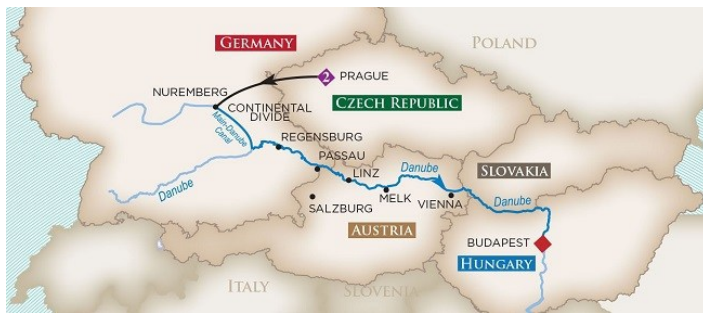 GERMANY
POLAND
2
PRAGUE
NUREMBERG
CONTINENTAL
DIVIDE
CZECH REPUBLIC
Main-Danube
Canal
REGENSBURG
PASSAU
LINZ
Danube
SLOVAKIA
Danube
SALZBURG
MELK
VIENNA
Danube
AUSTRIA
BUDAPEST
HUNGARY
ITALY
SLOVENIA